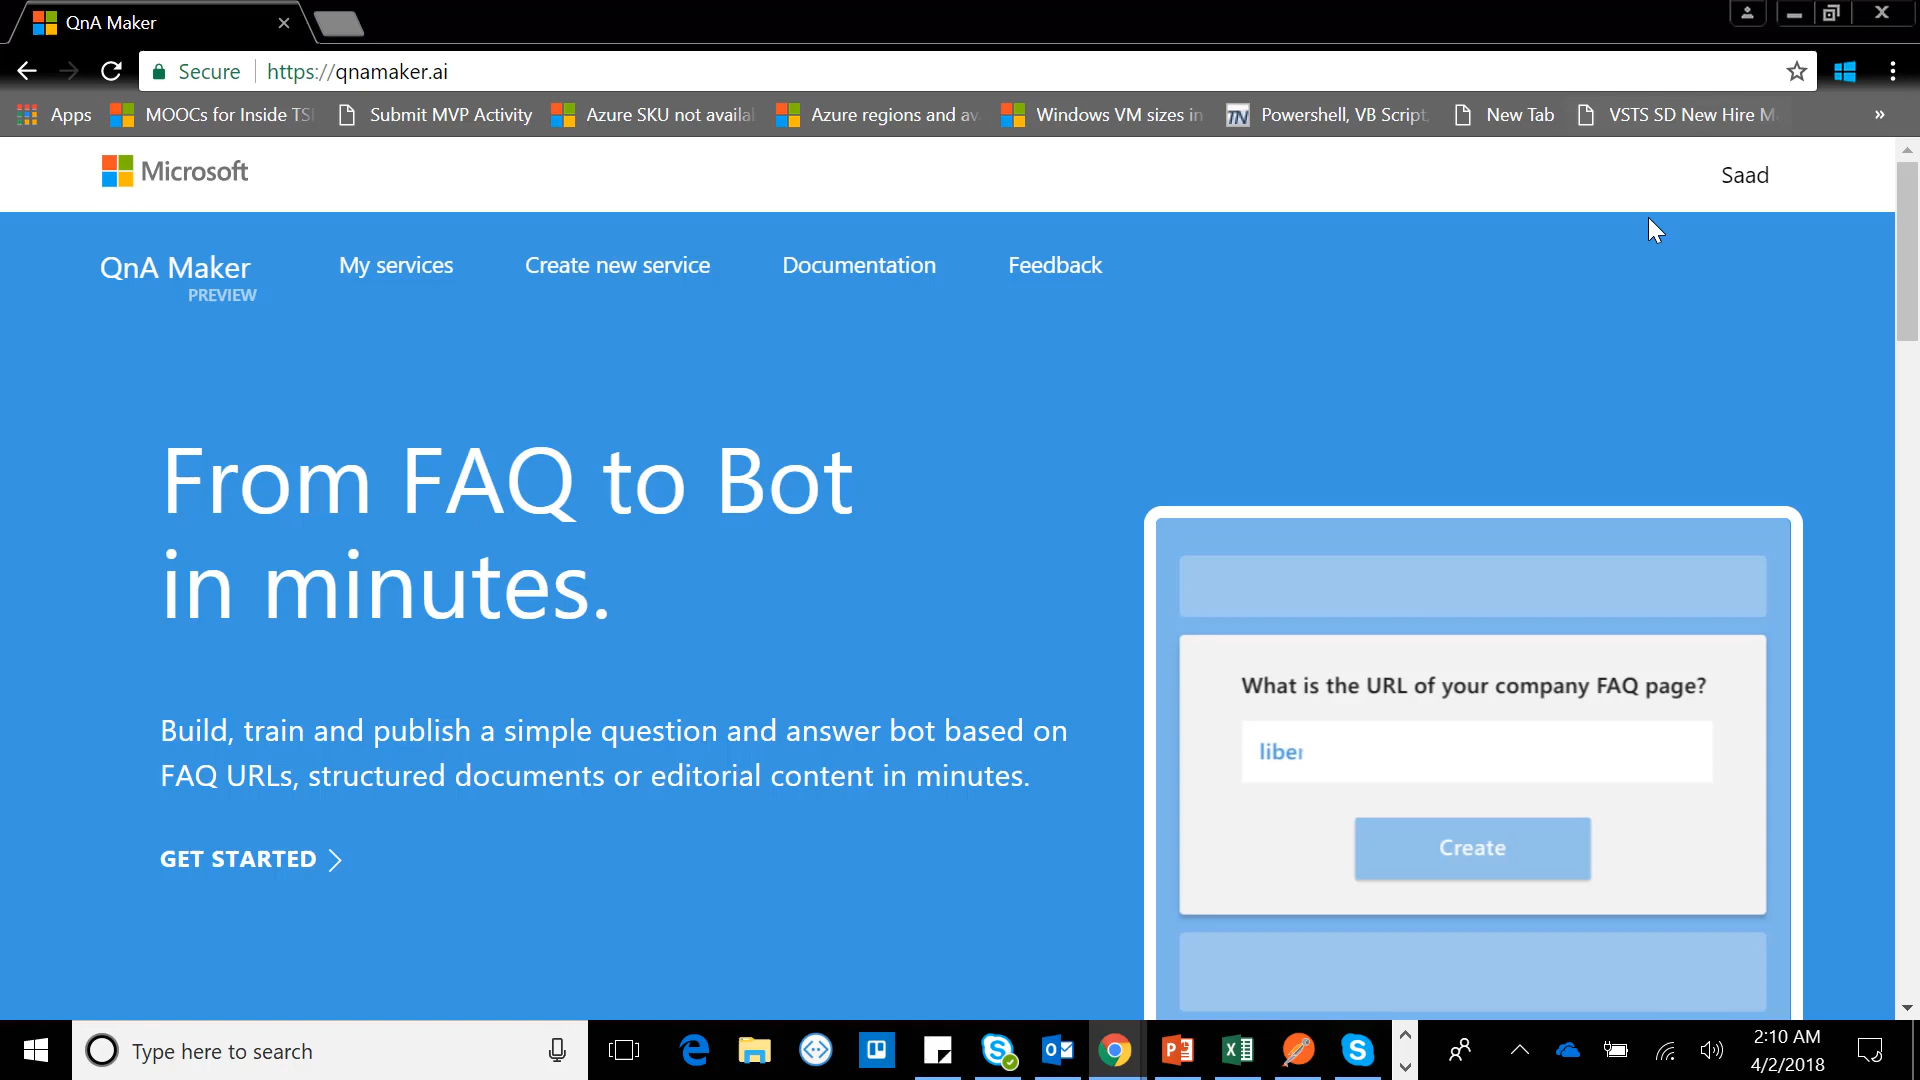 QnA Maker
Secure
https://qnamaker.ai
Apps
MOOCs for Inside
Submit MVP Activity
Azure SKU not
Azure regions and
Windows VM sizes in
Powershell, VB Script,
New Tab
VSTS SD New Hire
Microsoft
Saad
QnA Maker
PREVIEW
My services
Create new service
Documentation
Feedback
From FAQ to Bot
in minutes.
Build, train and publish a simple question and answer bot based on
FAQ URLs, structured documents or editorial content in minutes.
GET STARTED
What is the URL of your company FAQ page?
liber
Create
Type here to search
2:10 AM
4/2/2018